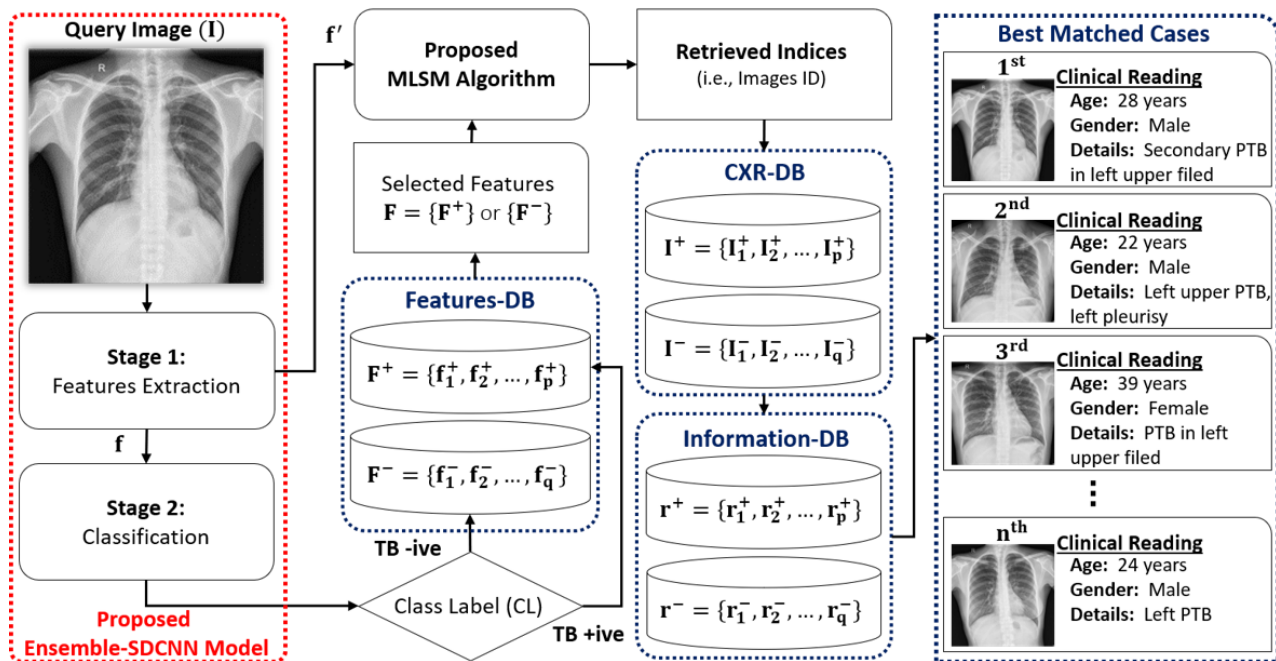 Query Image (I)
R
Stage 1:
Features Extraction
f
Stage 2:
Classification
Proposed
Ensemble-SDCNN Model
f′
Proposed
MLSM Algorithm
Selected Features
F = {F⁺} or {F⁻}
Features-DB
F⁺ = {f₁⁺, f₂⁺, ..., fₚ⁺}
F⁻ = {f₁⁻, f₂⁻, ..., f_q⁻}
TB -ive
Class Label (CL)
TB +ive
Retrieved Indices
(i.e., Images ID)
CXR-DB
I⁺ = {I₁⁺, I₂⁺, ..., Iₚ⁺}
I⁻ = {I₁⁻, I₂⁻, ..., I_q⁻}
Information-DB
r⁺ = {r₁⁺, r₂⁺, ..., rₚ⁺}
r⁻ = {r₁⁻, r₂⁻, ..., r_q⁻}
Best Matched Cases
1st
Clinical Reading
Age: 28 years
Gender: Male
Details: Secondary PTB
in left upper filed
2nd
Clinical Reading
Age: 22 years
Gender: Male
Details: Left upper PTB,
left pleurisy
3rd
Clinical Reading
Age: 39 years
Gender: Female
Details: PTB in left
upper filed
⋮
nth
Clinical Reading
Age: 24 years
Gender: Male
Details: Left PTB